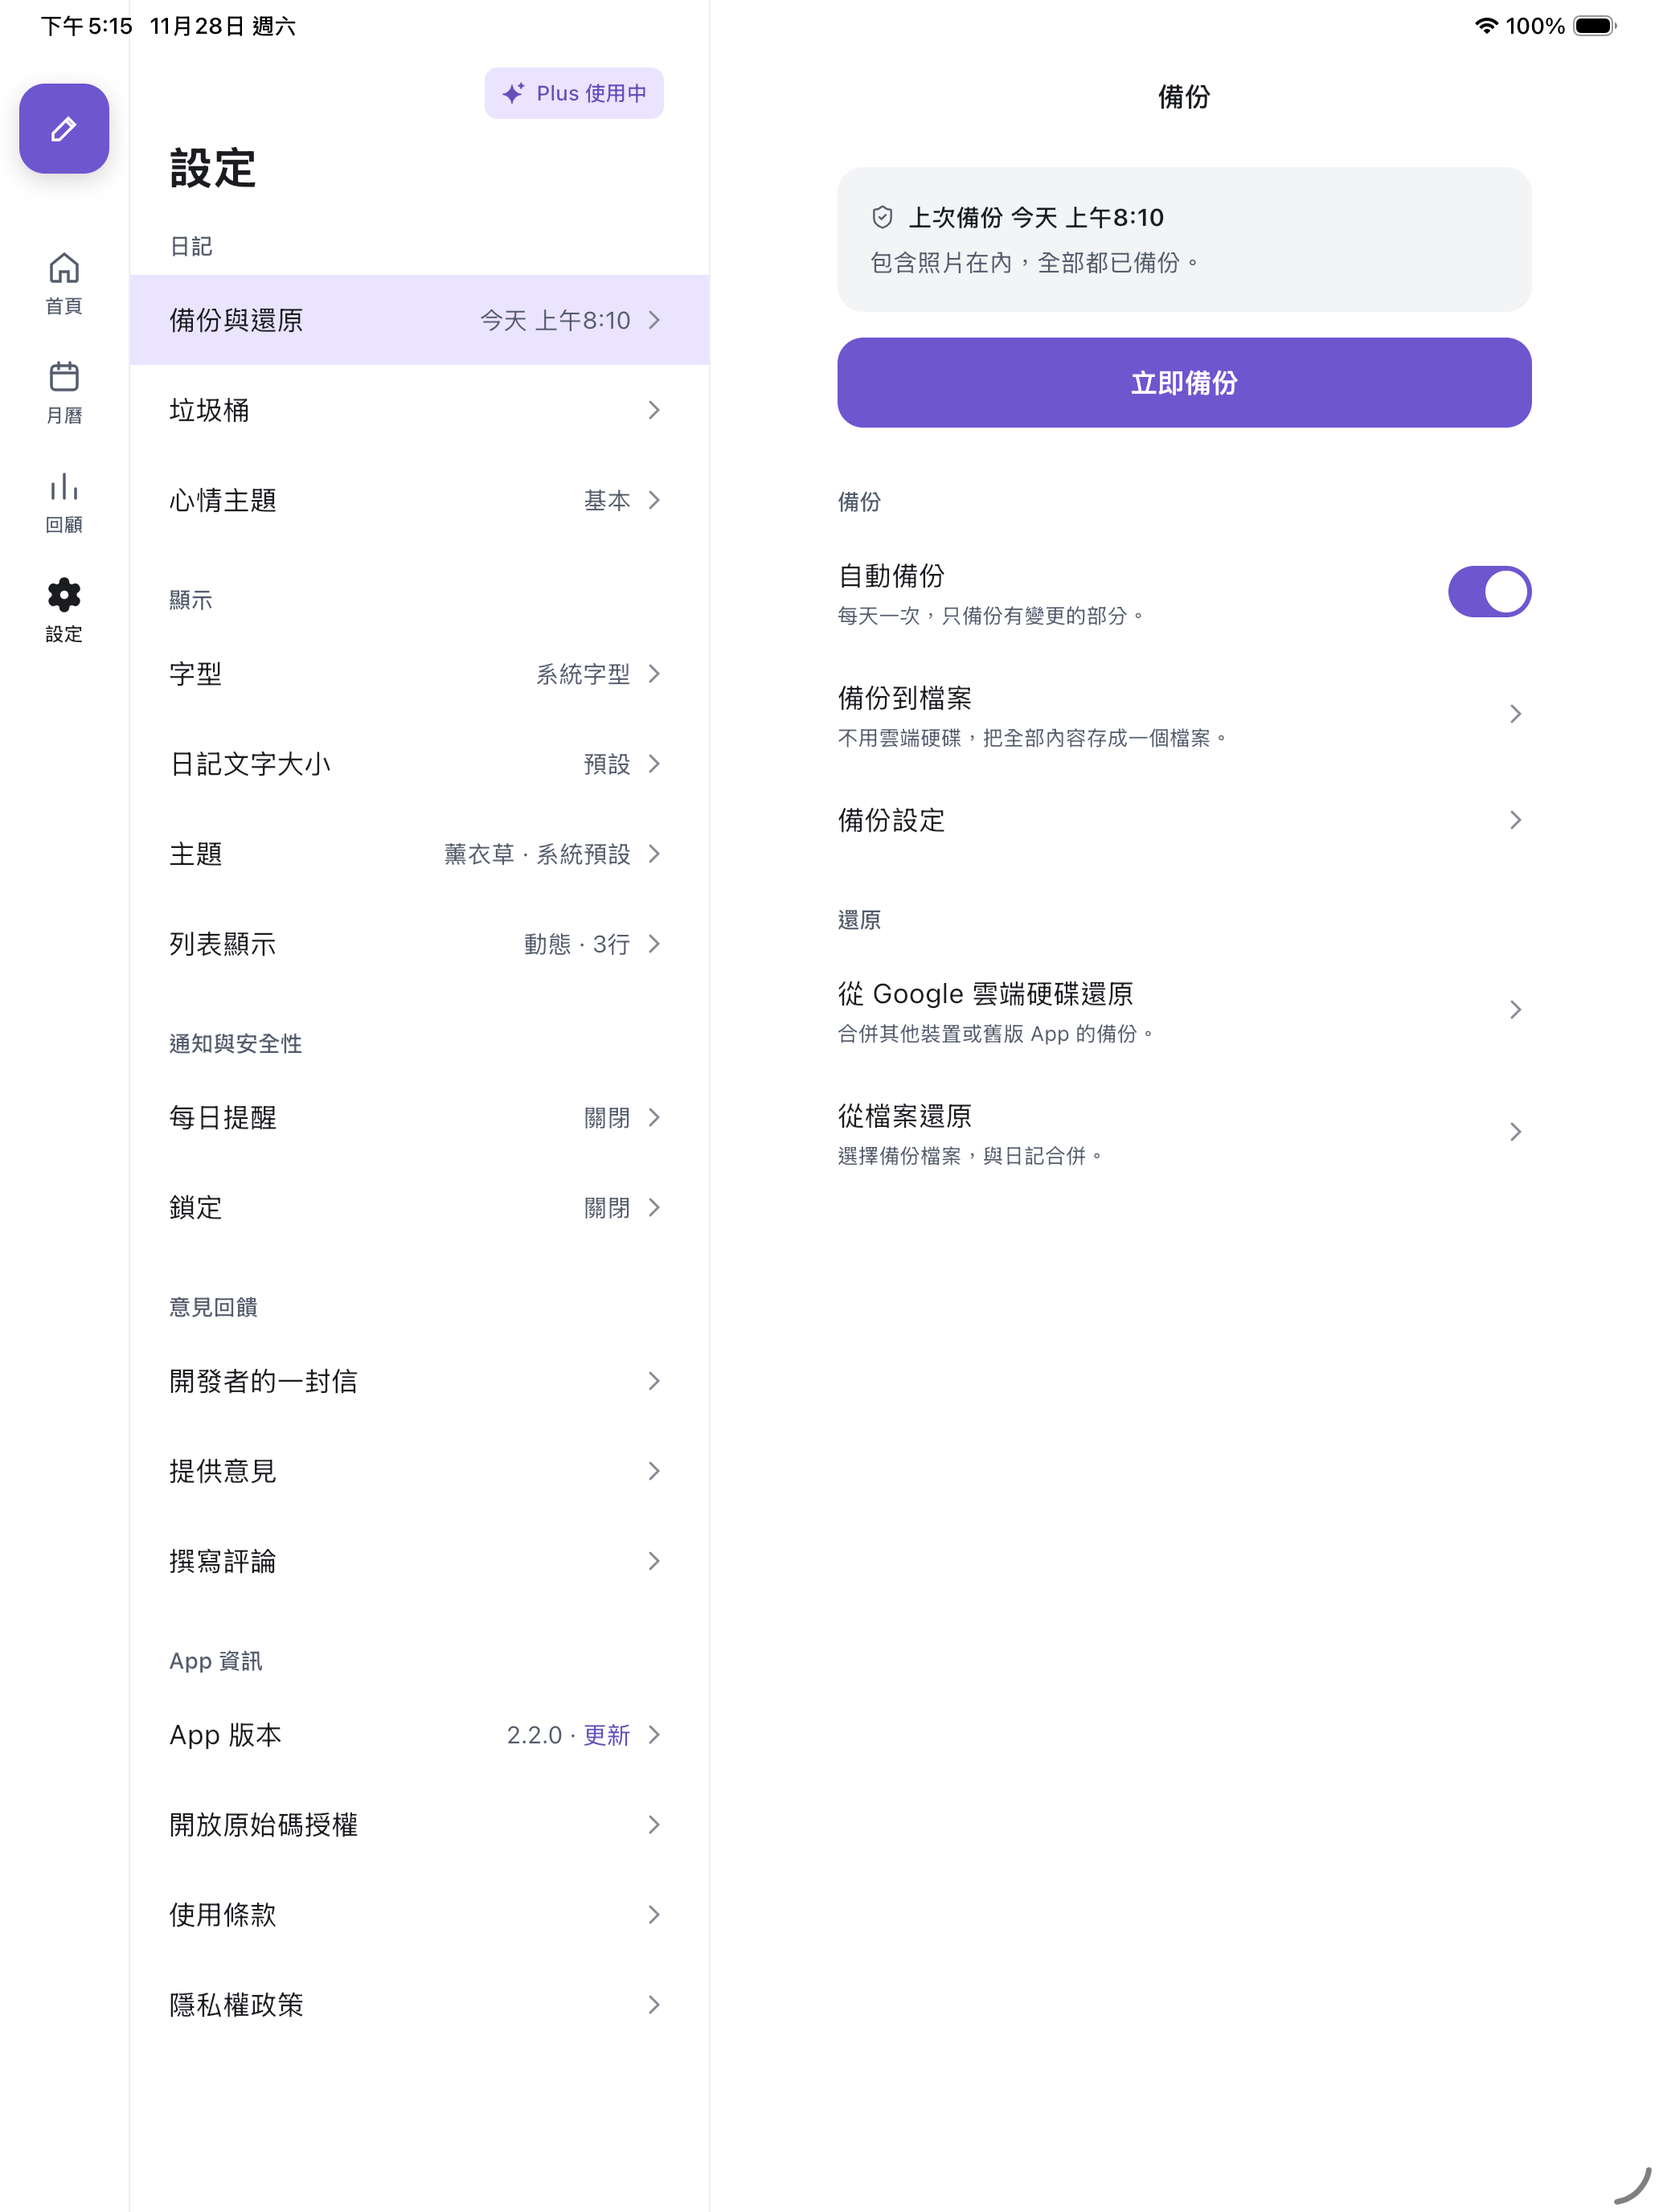 下午5:15 11月28日 週六
100%
首頁
月曆
回顧
設定
Plus 使用中
設定
日記
備份與還原 今天 上午8:10
垃圾桶
心情主題 基本
顯示
字型 系統字型
日記文字大小 預設
主題 薰衣草 · 系統預設
列表顯示 動態 · 3行
通知與安全性
每日提醒 關閉
鎖定 關閉
意見回饋
開發者的一封信
提供意見
撰寫評論
App 資訊
App 版本 2.2.0 · 更新
開放原始碼授權
使用條款
隱私權政策
備份
上次備份 今天 上午8:10
包含照片在內，全部都已備份。
立即備份
備份
自動備份
每天一次，只備份有變更的部分。
備份到檔案
不用雲端硬碟，把全部內容存成一個檔案。
備份設定
還原
從 Google 雲端硬碟還原
合併其他裝置或舊版 App 的備份。
從檔案還原
選擇備份檔案，與日記合併。